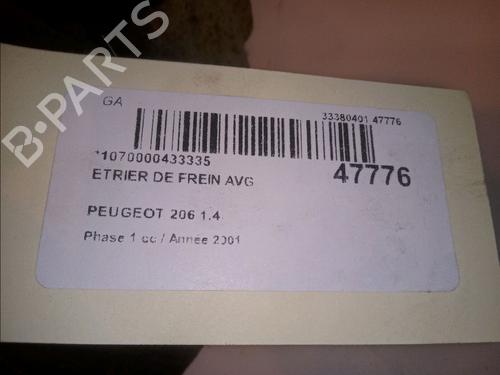 B-PARTS
GA
33380401 47776
*1070000433335
47776
ETRIER DE FREIN AVG
PEUGEOT 206 1.4
Phase 1 cc / Année 2001